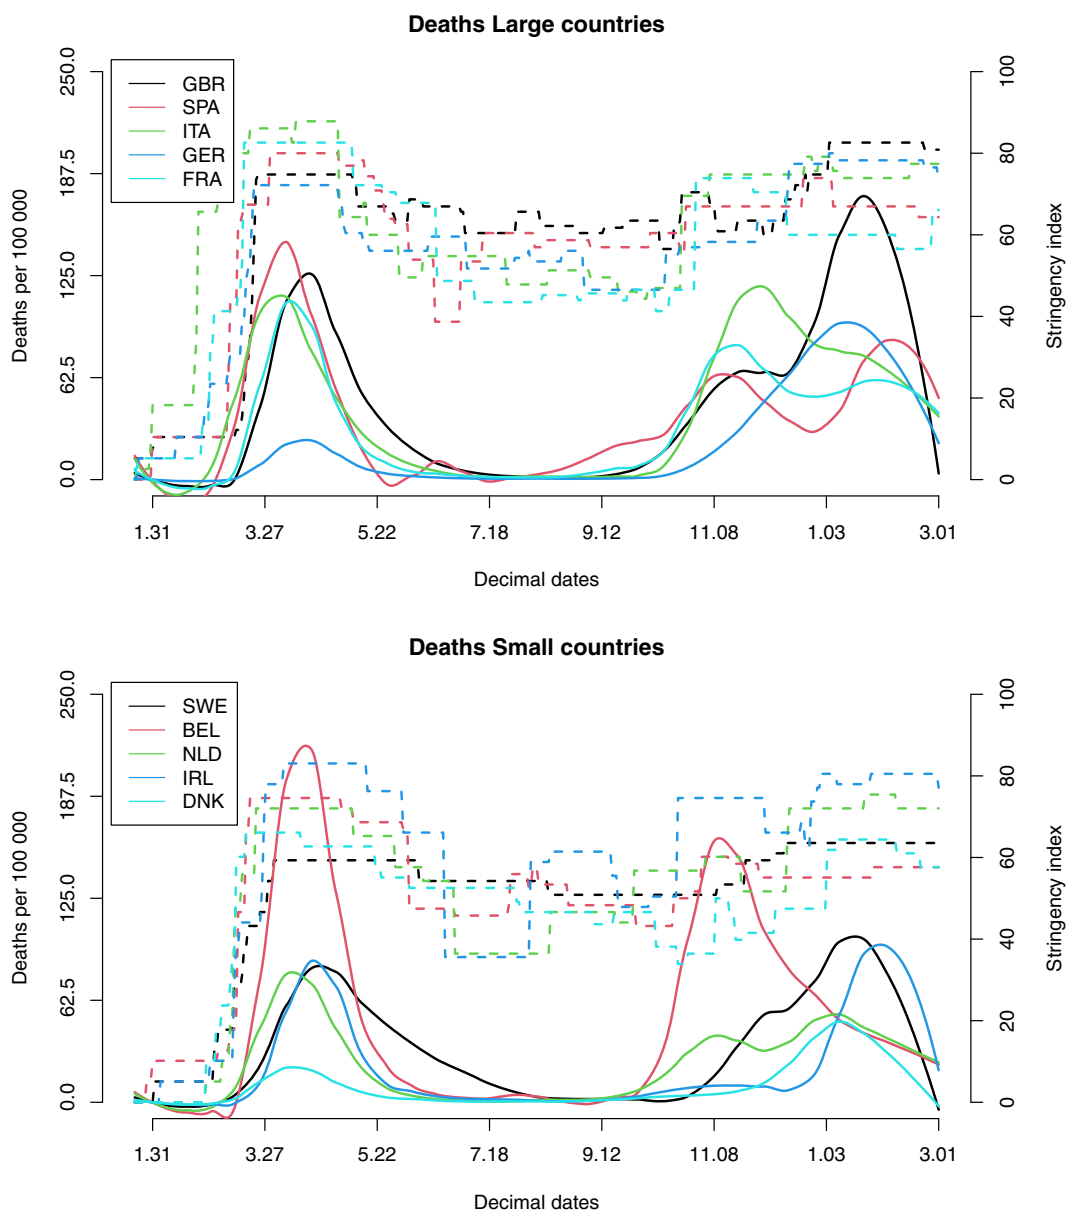 Deaths Large countries
GBR
SPA
ITA
GER
FRA
Deaths per 100 000
0.0
62.5
125.0
187.5
250.0
Stringency index
0
20
40
60
80
100
1.31
3.27
5.22
7.18
9.12
11.08
1.03
3.01
Decimal dates
Deaths Small countries
SWE
BEL
NLD
IRL
DNK
Deaths per 100 000
0.0
62.5
125.0
187.5
250.0
Stringency index
0
20
40
60
80
100
1.31
3.27
5.22
7.18
9.12
11.08
1.03
3.01
Decimal dates